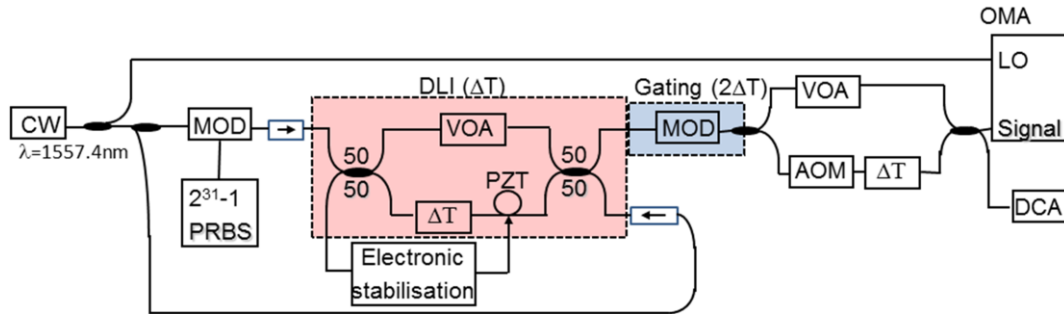 OMA
LO
DLI (ΔT)
Gating (2ΔT)
VOA
CW
MOD
VOA
MOD
Signal
λ=1557.4nm
50
50
50
50
PZT
AOM
ΔT
2³¹-1
PRBS
ΔT
DCA
Electronic
stabilisation